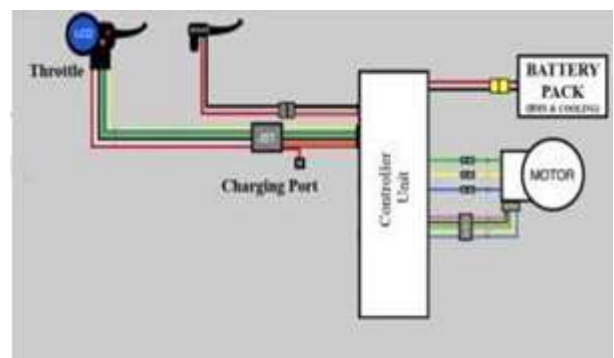 LCD
Throttle
BATTERY
PACK
(BMS & COOLING)
Charging Port
Controller
Unit
MOTOR